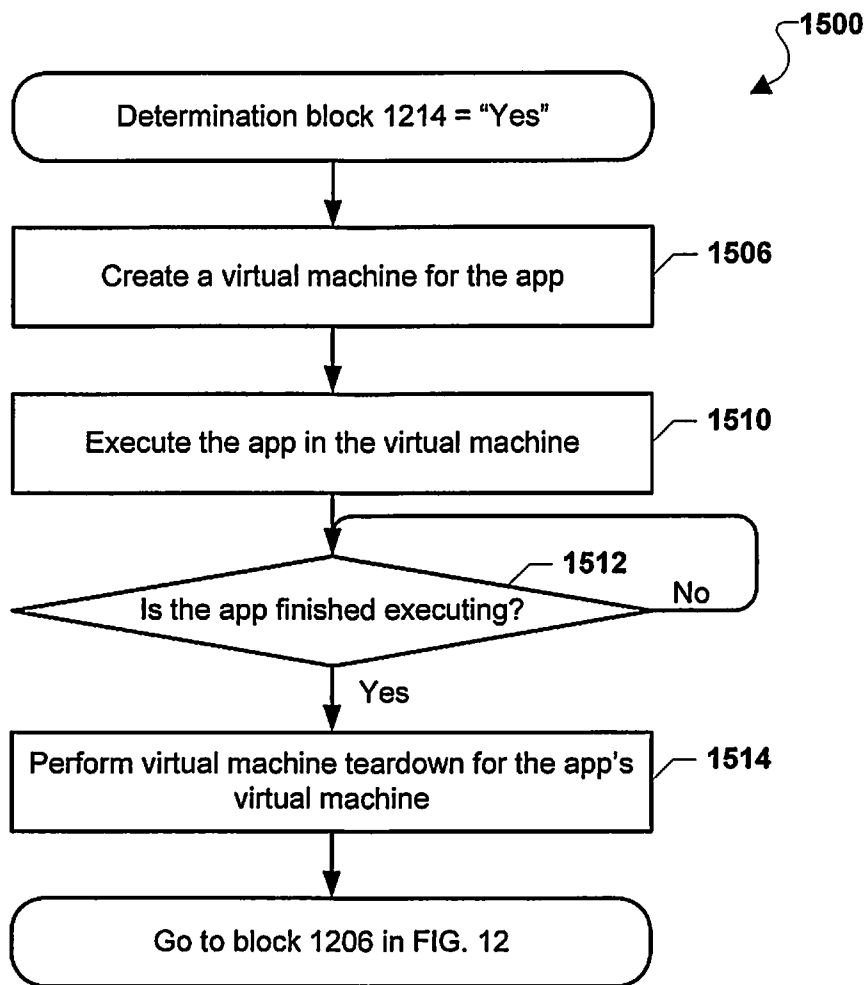 1500
Determination block 1214 = “Yes”
Create a virtual machine for the app
1506
Execute the app in the virtual machine
1510
1512
Is the app finished executing?
No
Yes
Perform virtual machine teardown for the app's
virtual machine
1514
Go to block 1206 in FIG. 12